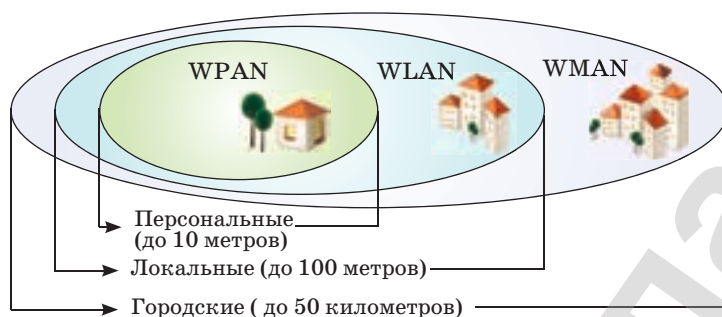 WPAN WLAN WMAN
Персональные
(до 10 метров)
Локальные (до 100 метров)
Городские ( до 50 километров)